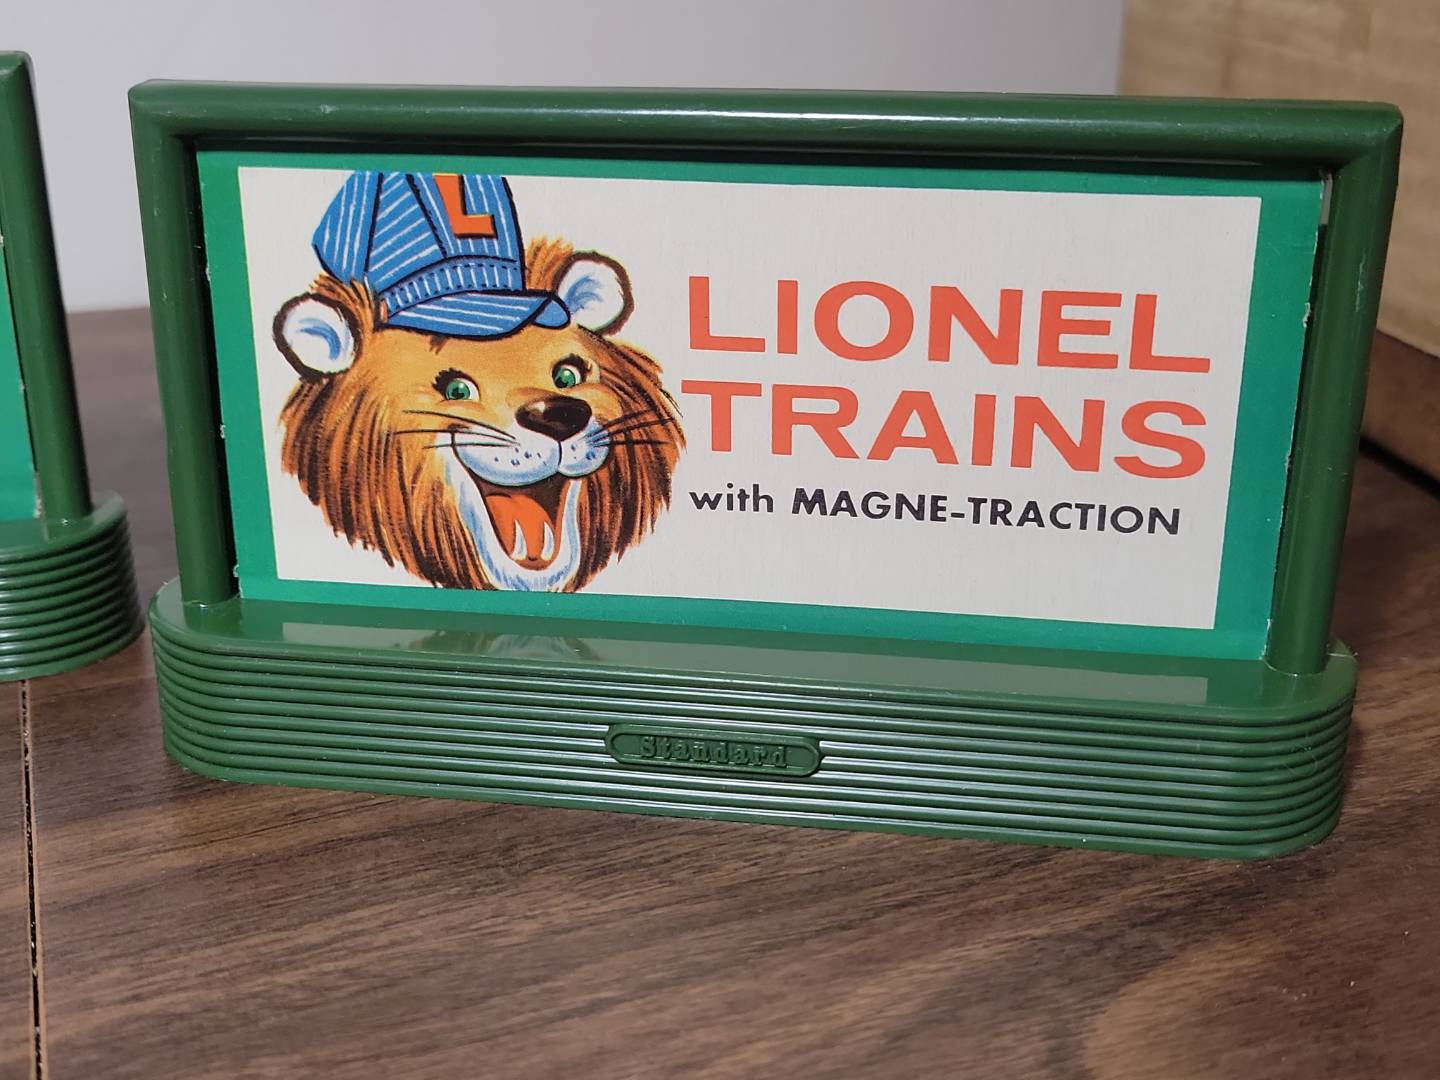 L
LIONEL
TRAINS
with MAGNE-TRACTION
Standard